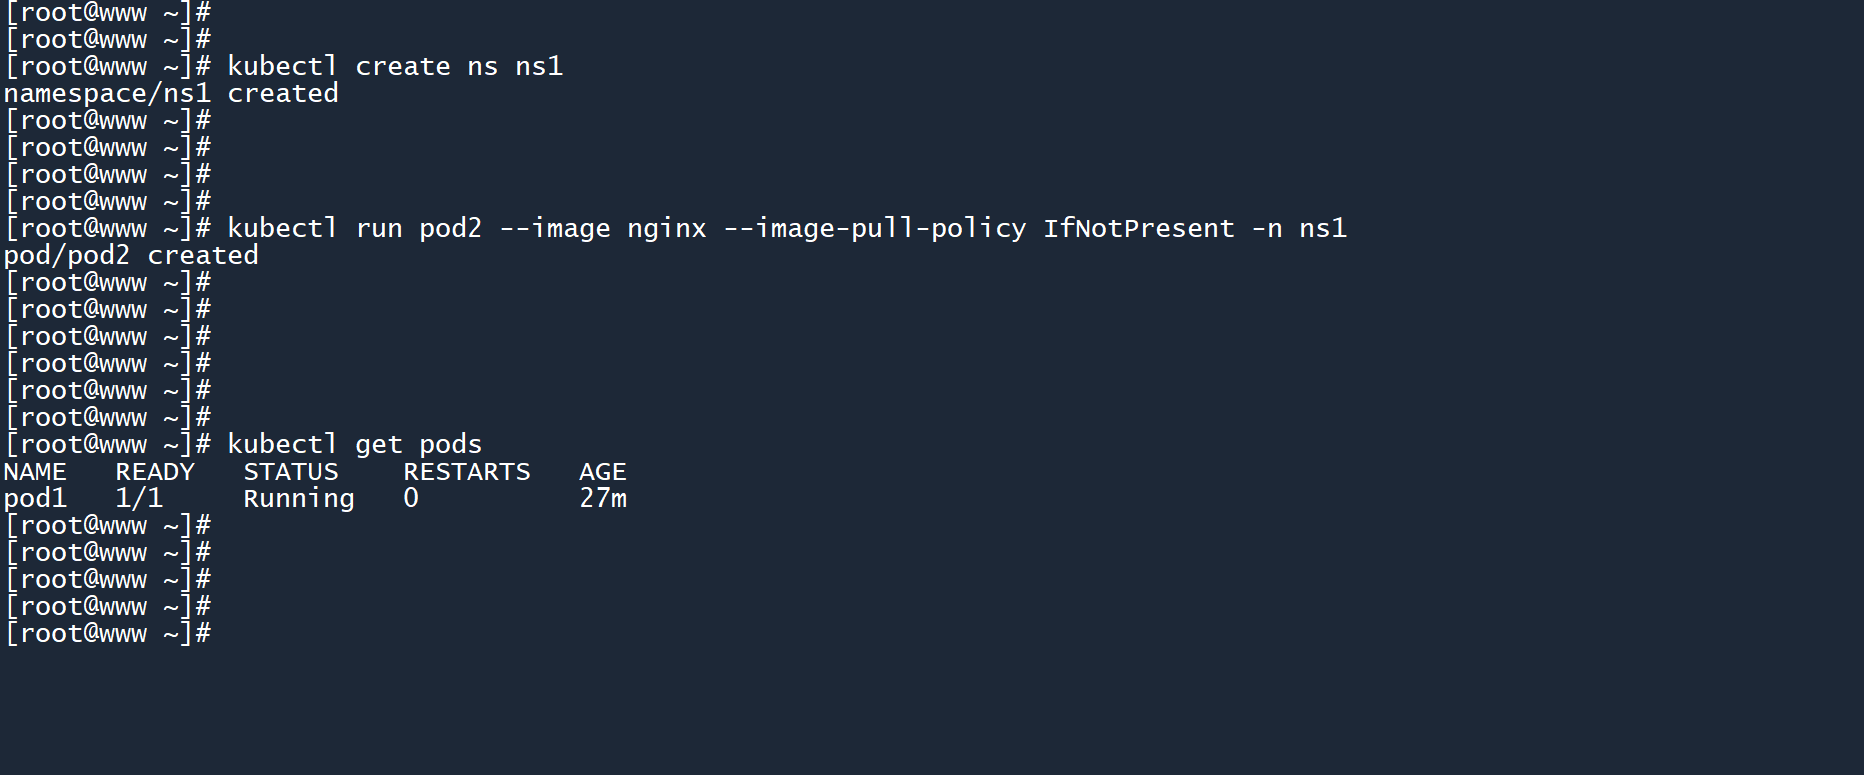 [root@www ~]#
[root@www ~]#
[root@www ~]# kubectl create ns ns1
namespace/ns1 created
[root@www ~]#
[root@www ~]#
[root@www ~]#
[root@www ~]#
[root@www ~]# kubectl run pod2 --image nginx --image-pull-policy IfNotPresent -n ns1
pod/pod2 created
[root@www ~]#
[root@www ~]#
[root@www ~]#
[root@www ~]#
[root@www ~]#
[root@www ~]#
[root@www ~]# kubectl get pods
NAME   READY   STATUS    RESTARTS   AGE
pod1   1/1     Running   0          27m
[root@www ~]#
[root@www ~]#
[root@www ~]#
[root@www ~]#
[root@www ~]#